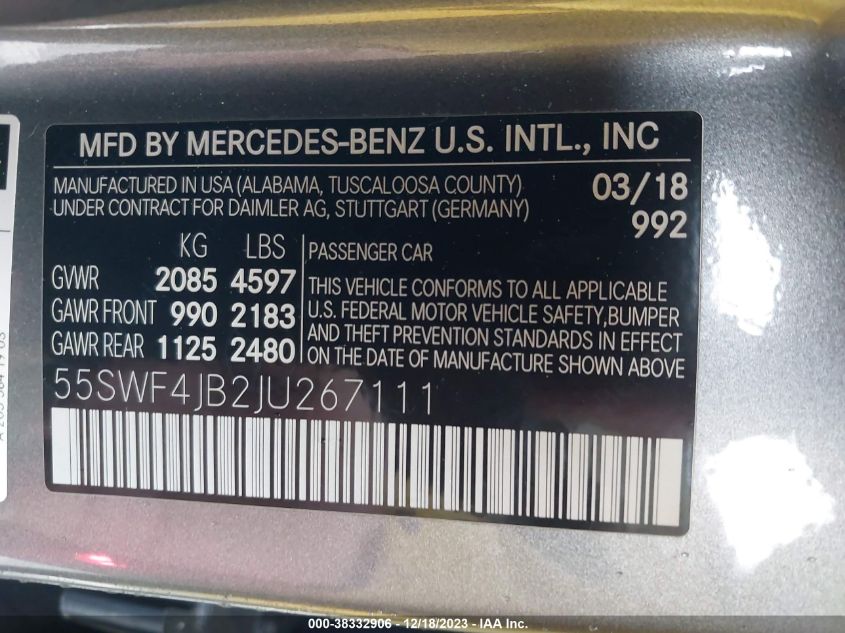 MFD BY MERCEDES-BENZ U.S. INTL., INC
MANUFACTURED IN USA (ALABAMA, TUSCALOOSA COUNTY) 03/18
UNDER CONTRACT FOR DAIMLER AG, STUTTGART (GERMANY) 992
KG LBS
GVWR 2085 4597
GAWR FRONT 990 2183
GAWR REAR 1125 2480
PASSENGER CAR
THIS VEHICLE CONFORMS TO ALL APPLICABLE
U.S. FEDERAL MOTOR VEHICLE SAFETY,BUMPER
AND THEFT PREVENTION STANDARDS IN EFFECT
ON THE DATE OF MANUFACTURE SHOWN ABOVE
55SWF4JB2JU267111
000-38332906 - 12/18/2023 - IAA Inc.